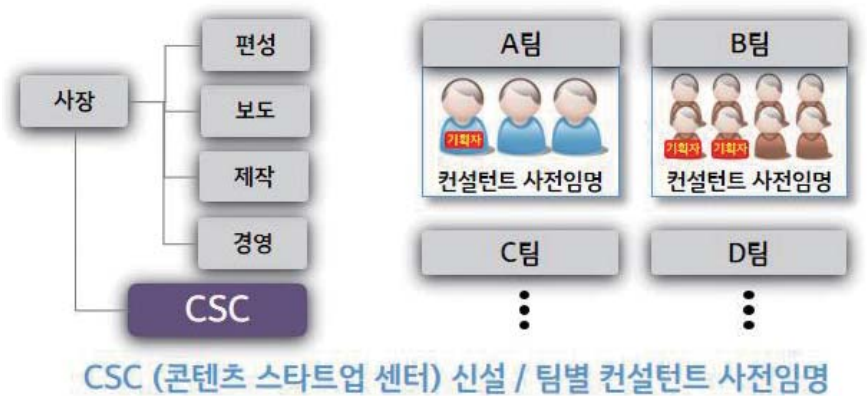 사장
편성
보도
제작
경영
CSC
A팀
기획자
컨설턴트 사전임명
B팀
기획자 기획자
컨설턴트 사전임명
C팀
D팀
CSC (콘텐츠 스타트업 센터) 신설 / 팀별 컨설턴트 사전임명